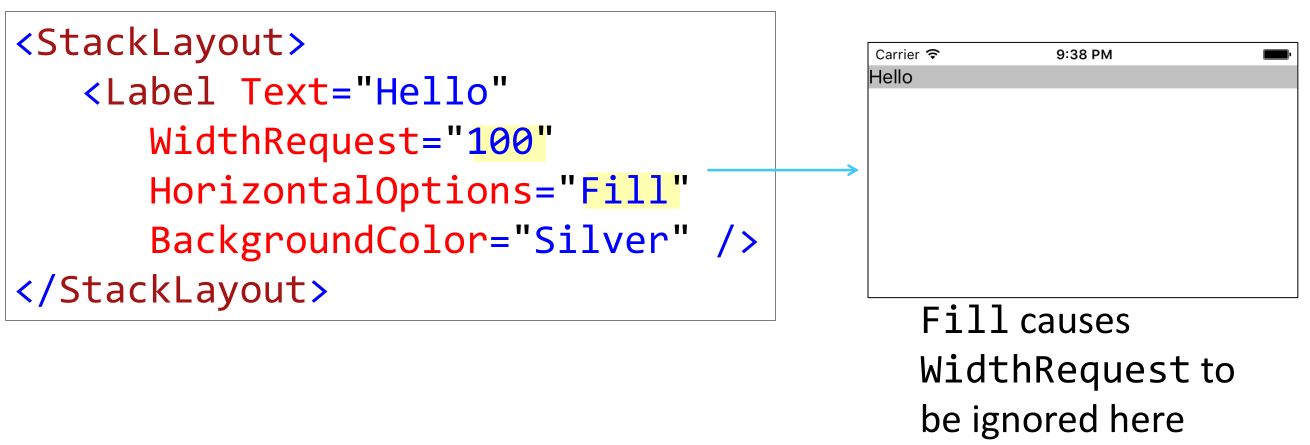 <StackLayout>
<Label Text="Hello"
WidthRequest="100"
HorizontalOptions="Fill"
BackgroundColor="Silver" />
</StackLayout>
Carrier 9:38 PM
Hello
Fill causes
WidthRequest to
be ignored here